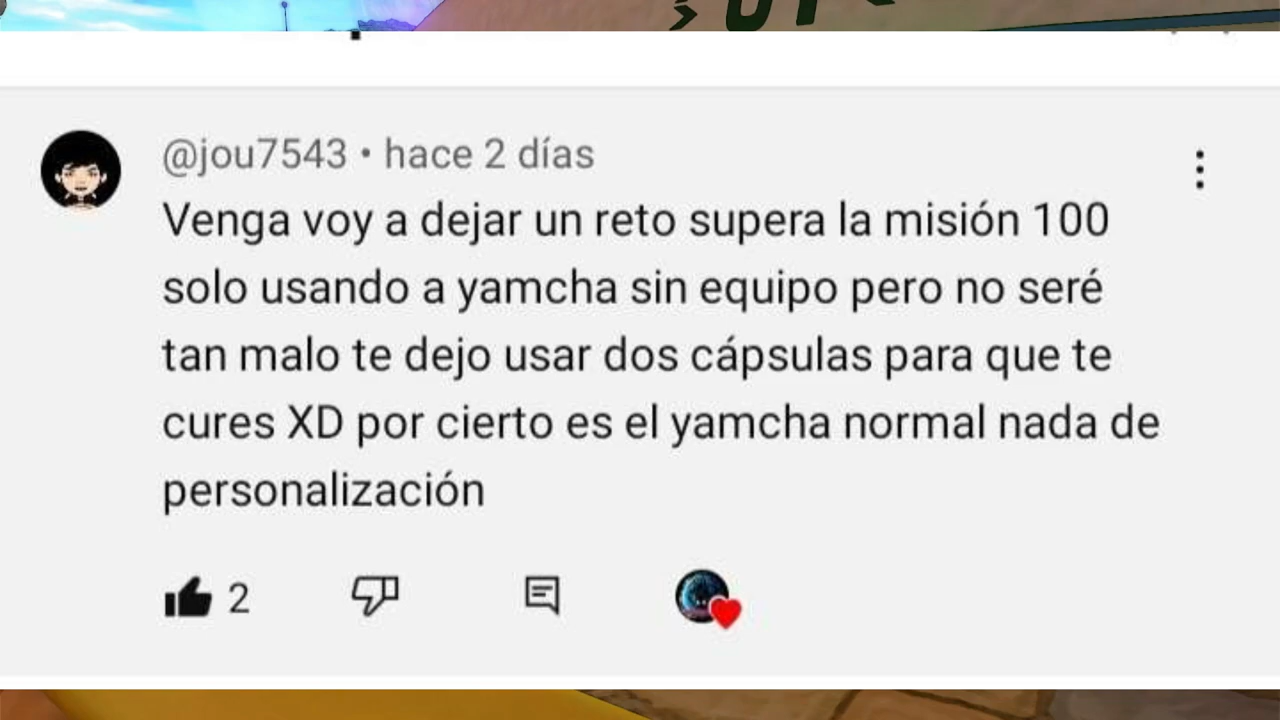 @jou7543 • hace 2 días
Venga voy a dejar un reto supera la misión 100
solo usando a yamcha sin equipo pero no seré
tan malo te dejo usar dos cápsulas para que te
cures XD por cierto es el yamcha normal nada de
personalización
2